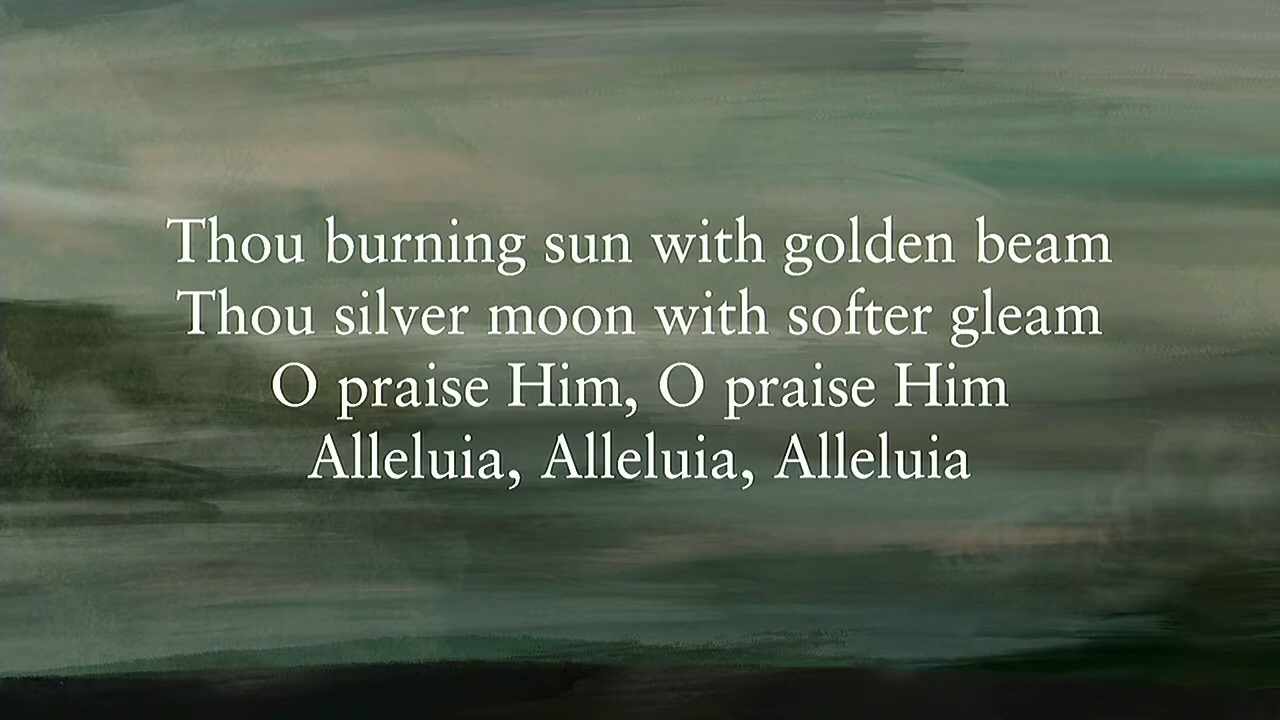 Thou burning sun with golden beam
Thou silver moon with softer gleam
O praise Him, O praise Him
Alleluia, Alleluia, Alleluia